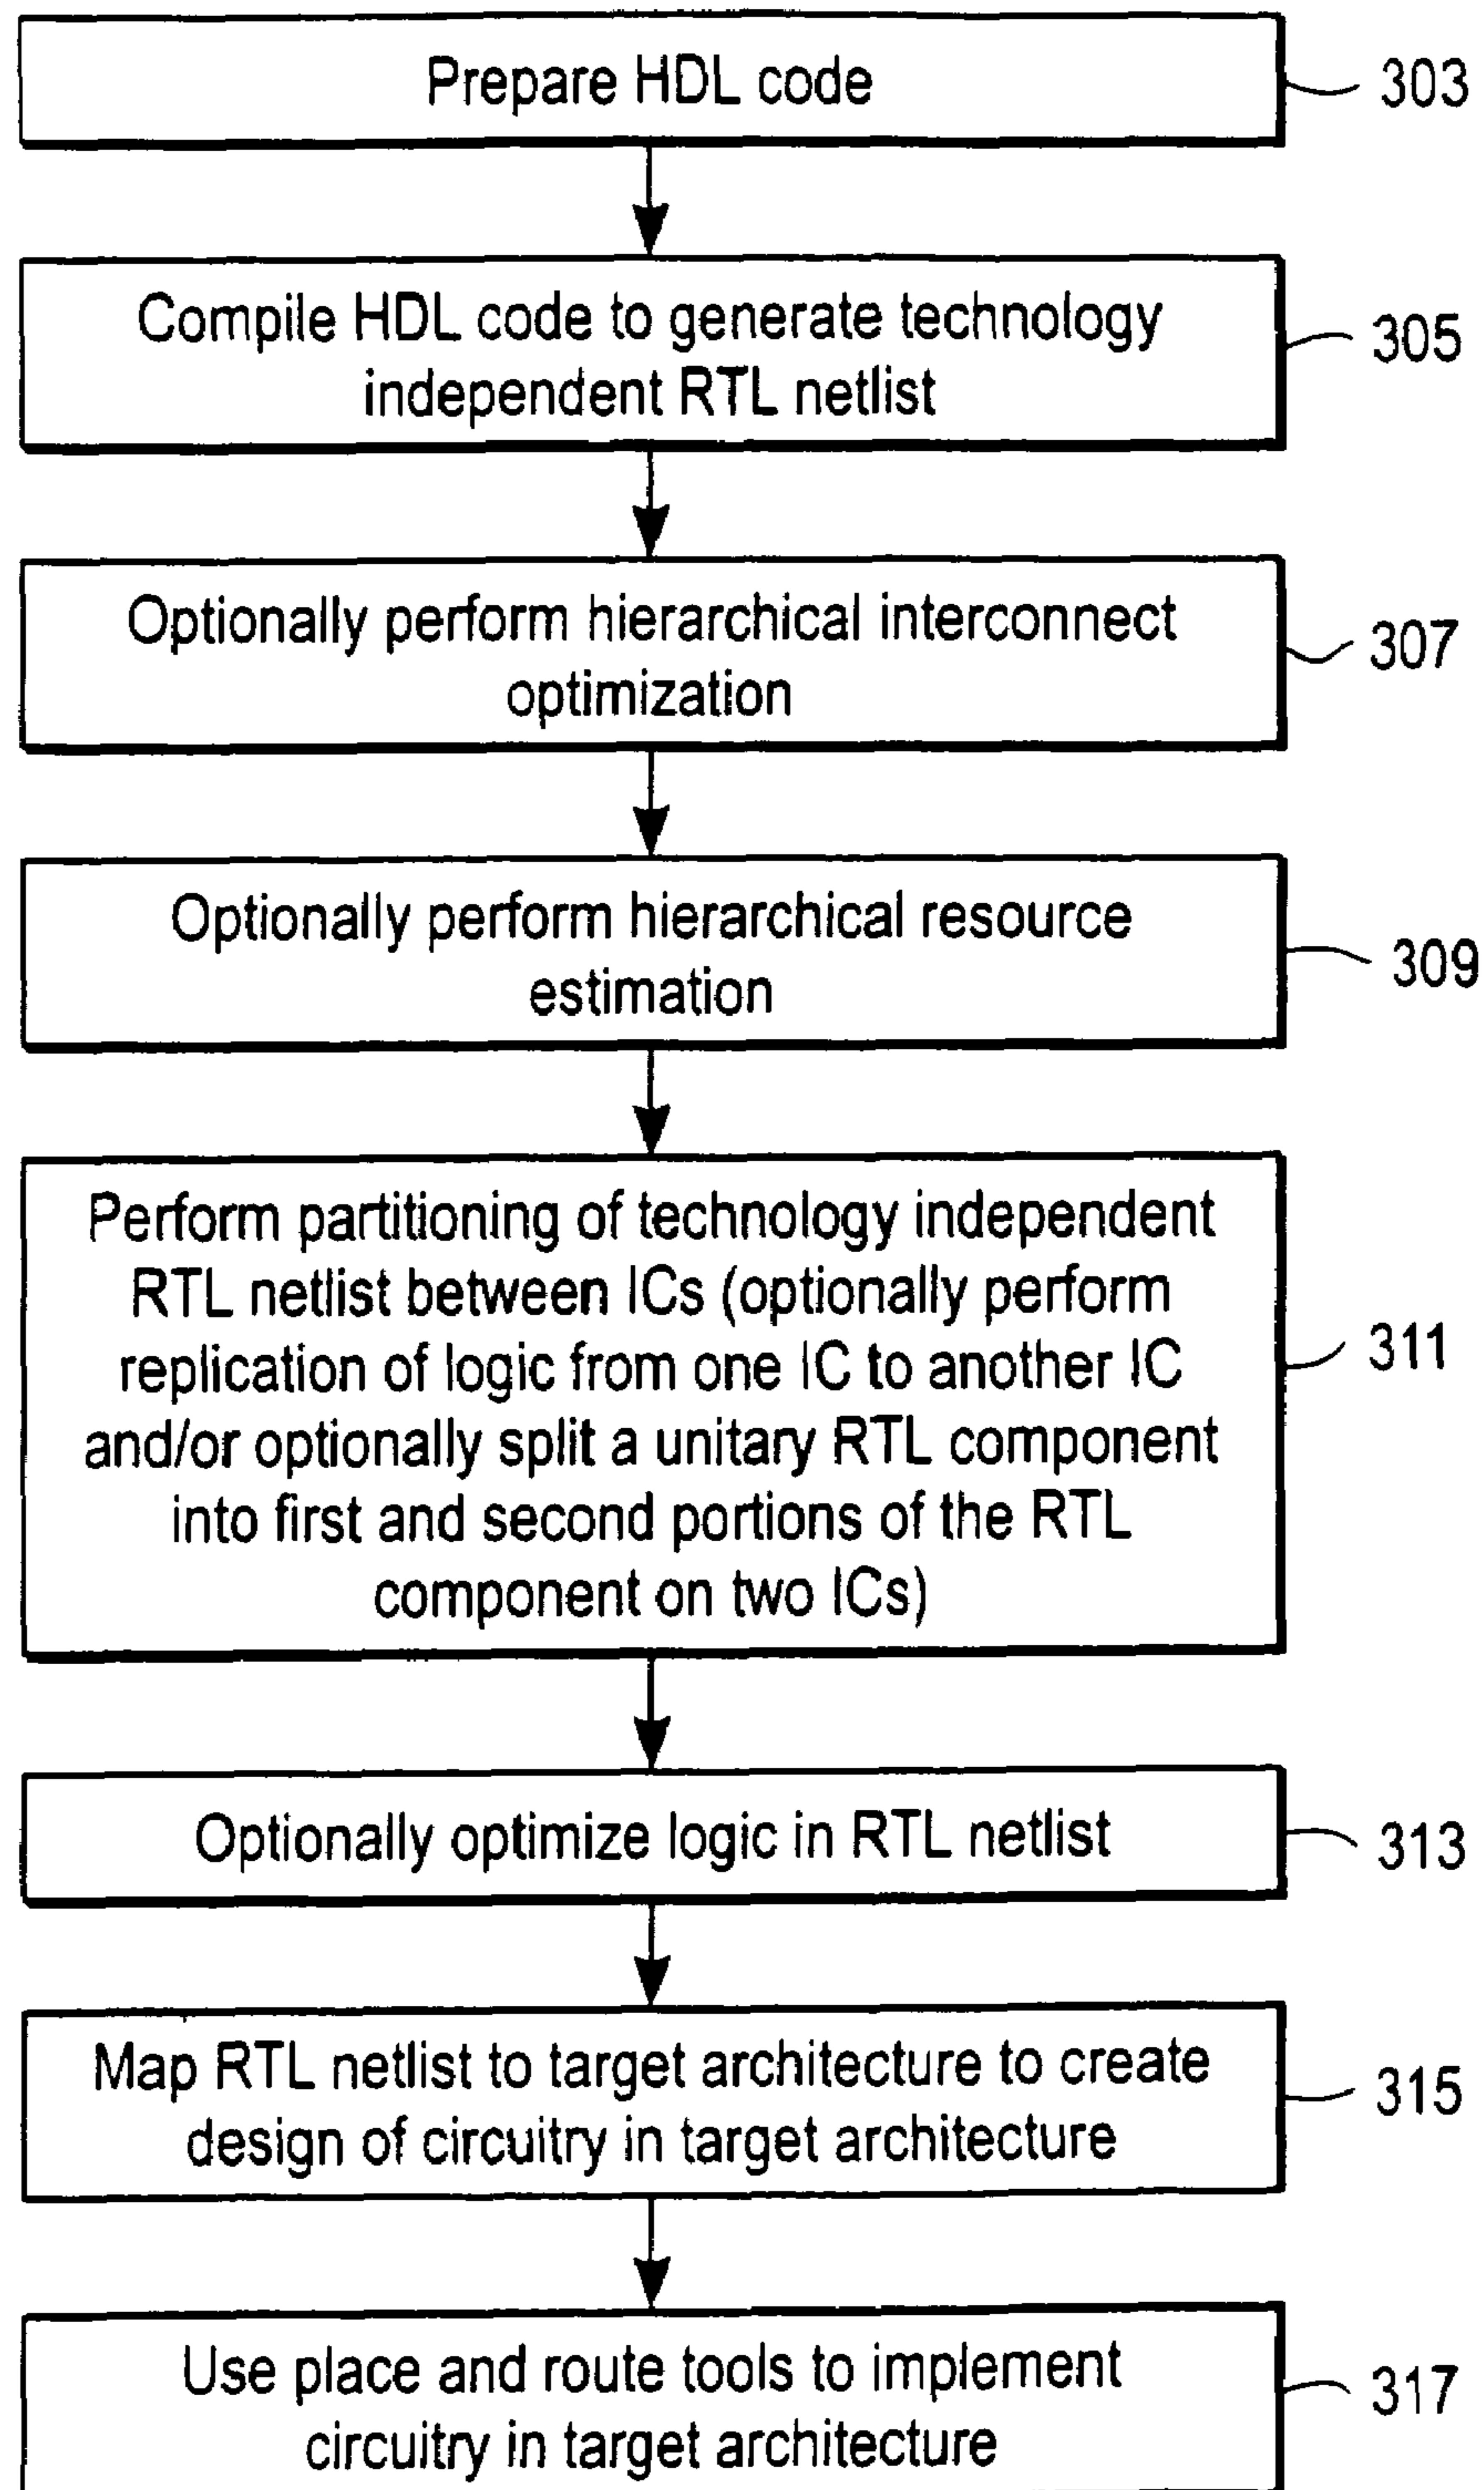 Prepare HDL code
303
Compile HDL code to generate technology
independent RTL netlist
305
Optionally perform hierarchical interconnect
optimization
307
Optionally perform hierarchical resource
estimation
309
Perform partitioning of technology independent
RTL netlist between ICs (optionally perform
replication of logic from one IC to another IC
and/or optionally split a unitary RTL component
into first and second portions of the RTL
component on two ICs)
311
Optionally optimize logic in RTL netlist
313
Map RTL netlist to target architecture to create
design of circuitry in target architecture
315
Use place and route tools to implement
circuitry in target architecture
317